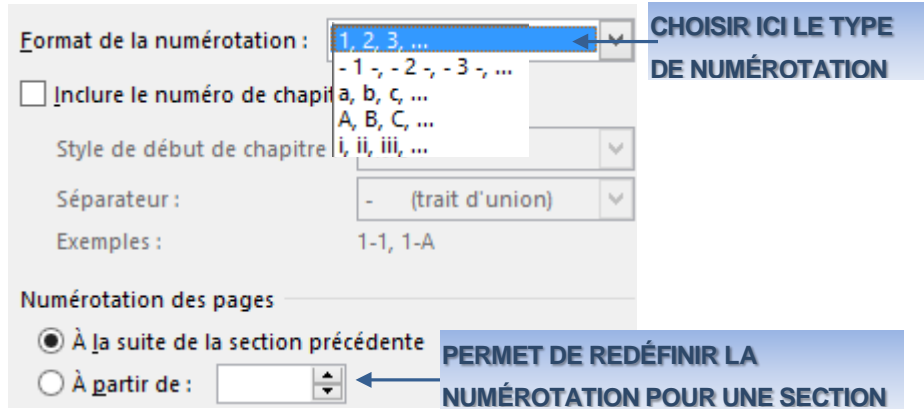 Format de la numérotation : 1, 2, 3, ...
CHOISIR ICI LE TYPE
DE NUMÉROTATION
- 1 -, - 2 -, - 3 -, ...
Inclure le numéro de chapit
a, b, c, ...
A, B, C, ...
Style de début de chapitre
i, ii, iii, ...
Séparateur : - (trait d'union)
Exemples : 1-1, 1-A
Numérotation des pages
À la suite de la section précédente
À partir de :
PERMET DE REDÉFINIR LA
NUMÉROTATION POUR UNE SECTION